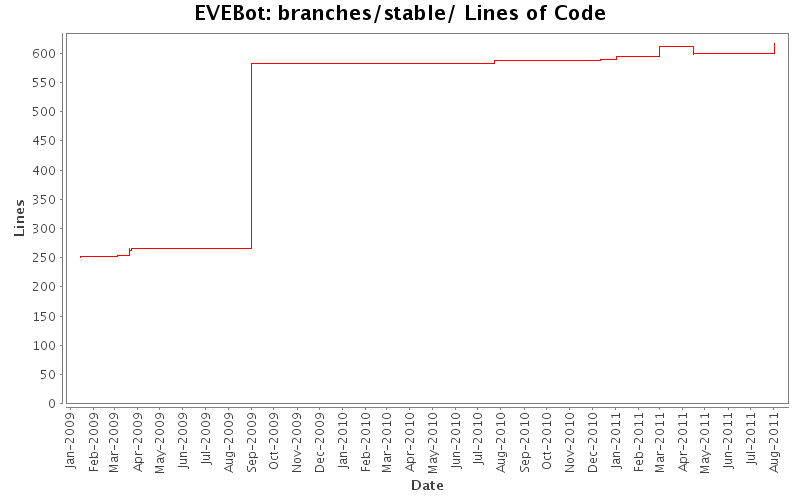 EVEBot: branches/stable/ Lines of Code
Lines
600
550
500
450
400
350
300
250
200
150
100
50
0
Jan-2009
Feb-2009
Mar-2009
Apr-2009
May-2009
Jun-2009
Jul-2009
Aug-2009
Sep-2009
Oct-2009
Nov-2009
Dec-2009
Jan-2010
Feb-2010
Mar-2010
Apr-2010
May-2010
Jun-2010
Jul-2010
Aug-2010
Sep-2010
Oct-2010
Nov-2010
Dec-2010
Jan-2011
Feb-2011
Mar-2011
Apr-2011
May-2011
Jun-2011
Jul-2011
Aug-2011
Date